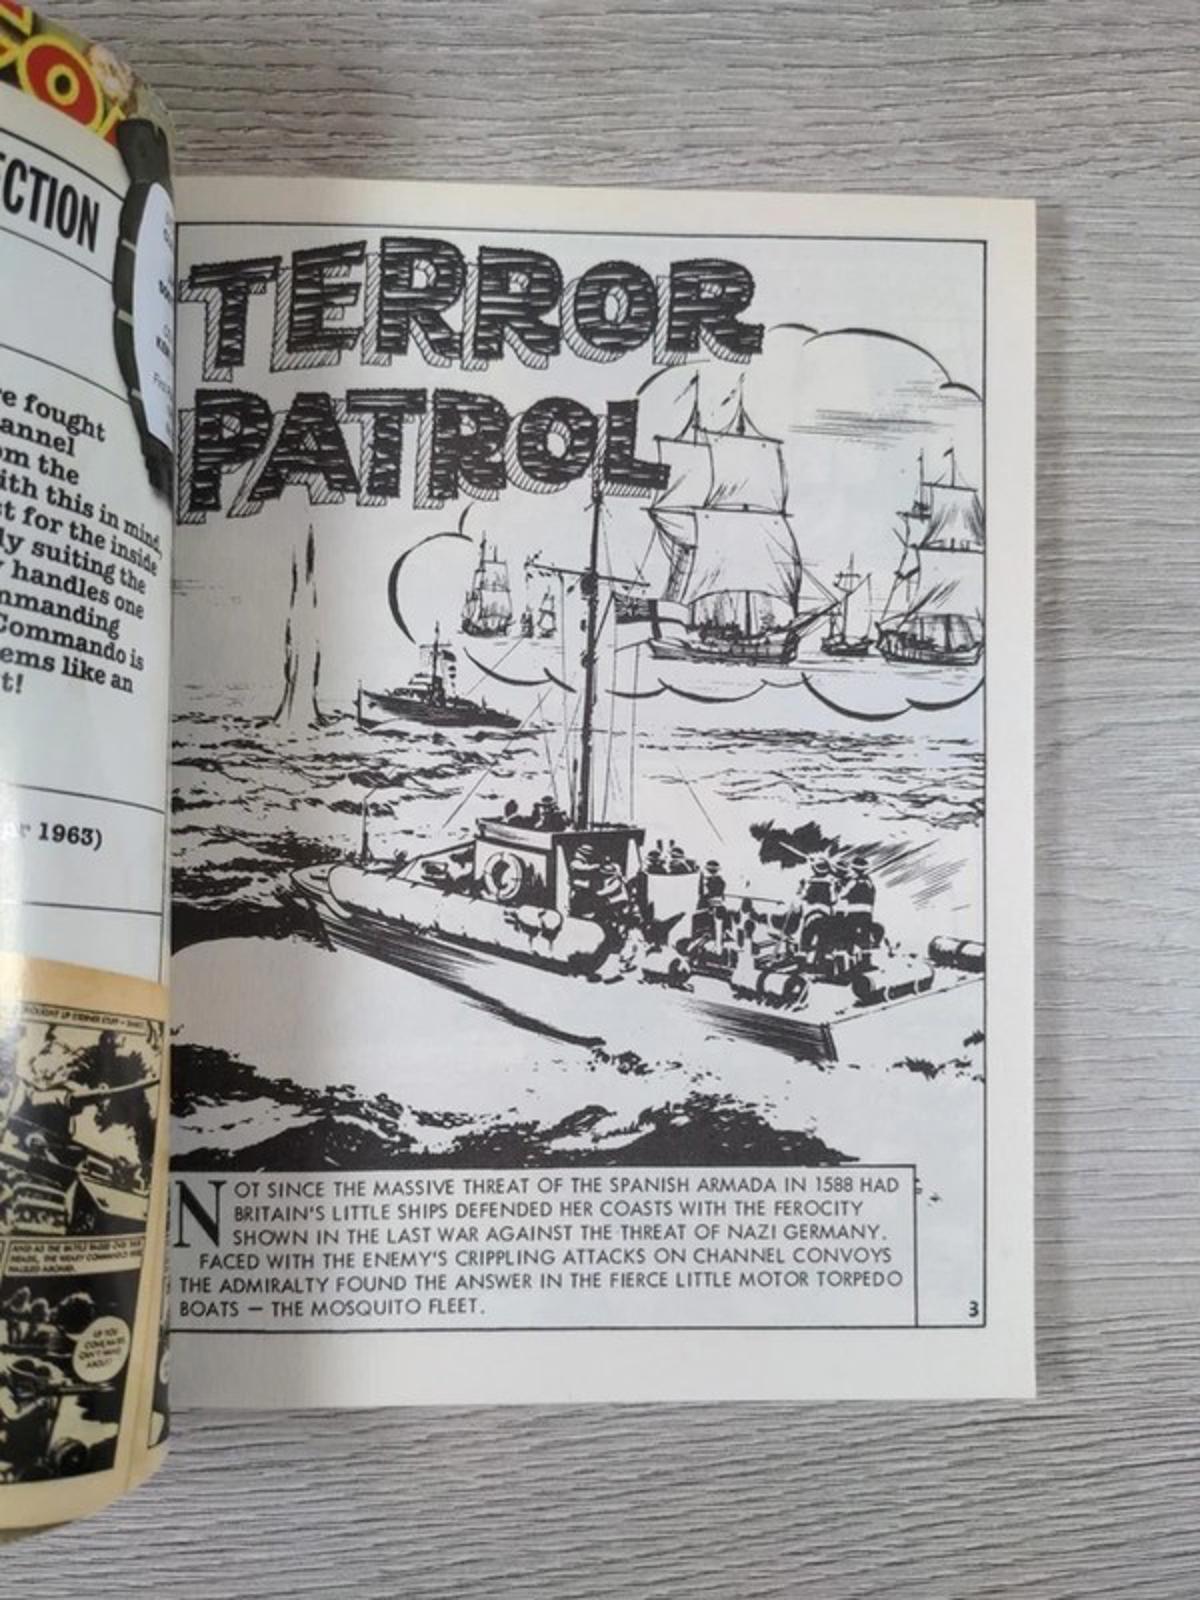 ECTION
re fought
annel
om the
ith this in mind,
t for the inside
ly suiting the
handles one
mmanding
Commando is
ems like an
t!
1963)
TERROR
PATROL
NOT SINCE THE MASSIVE THREAT OF THE SPANISH ARMADA IN 1588 HAD
BRITAIN'S LITTLE SHIPS DEFENDED HER COASTS WITH THE FEROCITY
SHOWN IN THE LAST WAR AGAINST THE THREAT OF NAZI GERMANY.
FACED WITH THE ENEMY'S CRIPPLING ATTACKS ON CHANNEL CONVOYS
THE ADMIRALTY FOUND THE ANSWER IN THE FIERCE LITTLE MOTOR TORPEDO
BOATS — THE MOSQUITO FLEET.
3